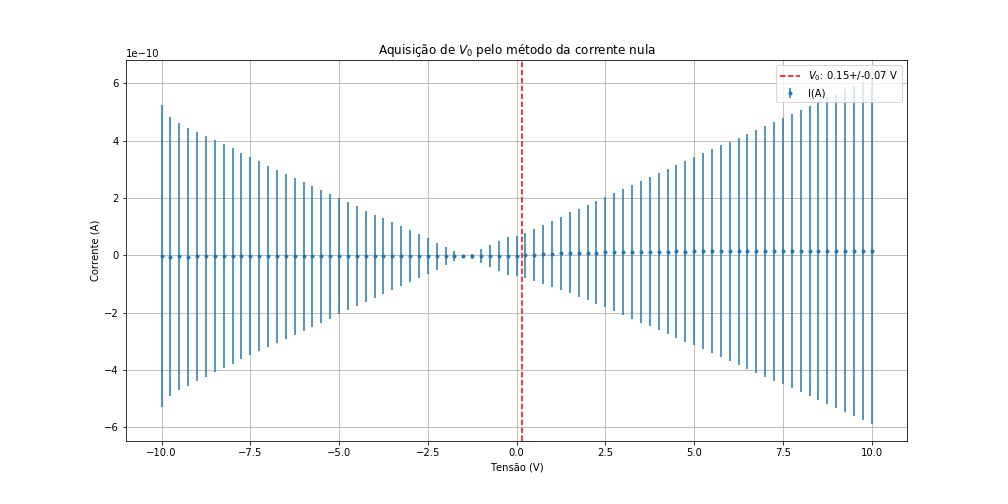 Aquisição de V₀ pelo método da corrente nula
1e−10
V₀: 0.15+/-0.07 V
I(A)
6
4
2
0
−2
−4
−6
Corrente (A)
−10.0 −7.5 −5.0 −2.5 0.0 2.5 5.0 7.5 10.0
Tensão (V)